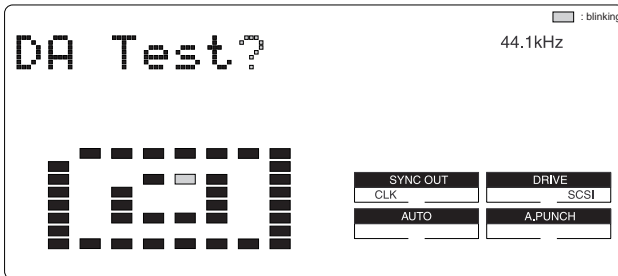 : blinking
DA Test?
44.1kHz
SYNC OUT
DRIVE
CLK
SCSI
AUTO
A.PUNCH